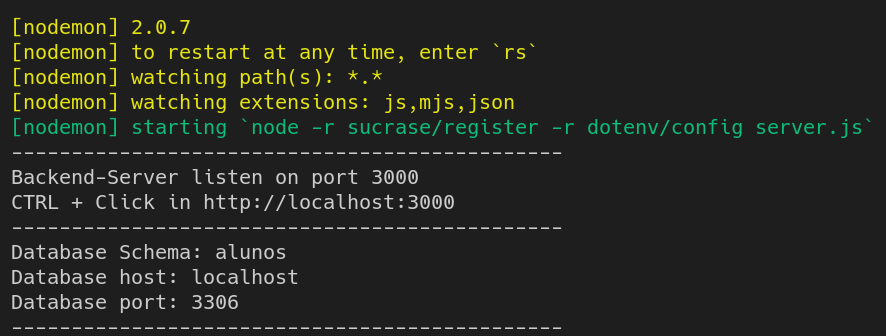 [nodemon] 2.0.7
[nodemon] to restart at any time, enter `rs`
[nodemon] watching path(s): *.*
[nodemon] watching extensions: js,mjs,json
[nodemon] starting `node -r sucrase/register -r dotenv/config server.js`
----------------------------------------------
Backend-Server listen on port 3000
CTRL + Click in http://localhost:3000
----------------------------------------------
Database Schema: alunos
Database host: localhost
Database port: 3306
----------------------------------------------